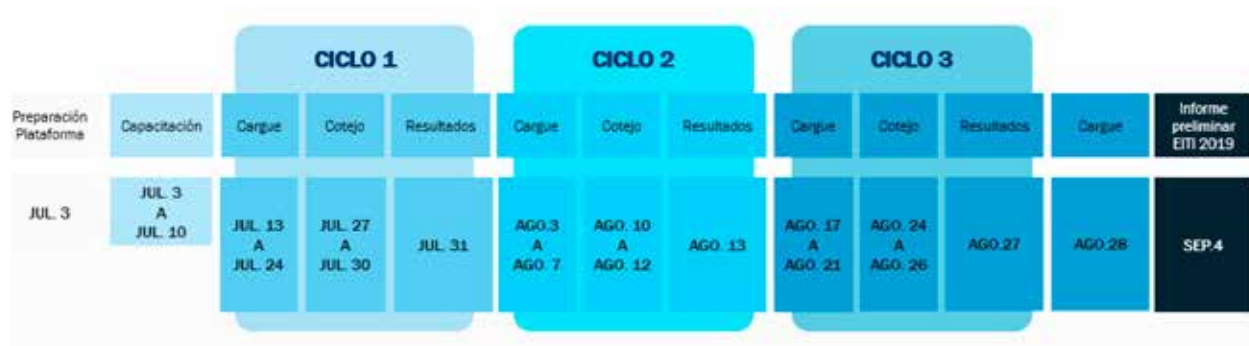 CICLO 1
CICLO 2
CICLO 3
Preparación
Plataforma
Capacitación
Cargue
Cotejo
Resultados
Cargue
Cotejo
Resultados
Cargue
Cotejo
Resultados
Cargue
Informe
preliminar
EITI 2019
JUL. 3
JUL. 3
A
JUL. 10
JUL. 13
A
JUL. 24
JUL. 27
A
JUL. 30
JUL. 31
AGO.3
A
AGO. 7
AGO. 10
A
AGO. 12
AGO. 13
AGO. 17
A
AGO. 21
AGO. 24
A
AGO. 26
AGO.27
AGO.28
SEP.4